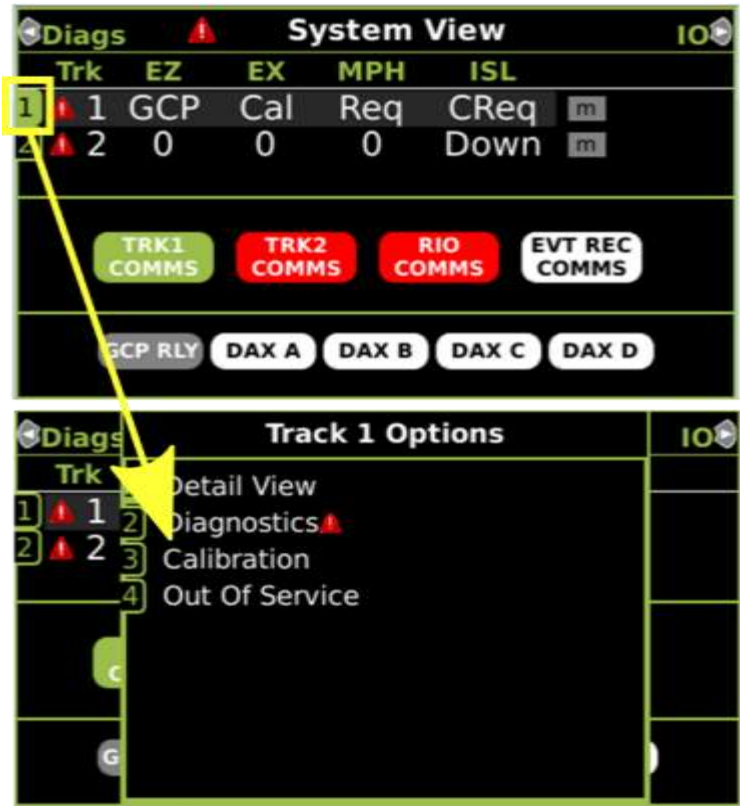 Diags System View IO
Trk EZ EX MPH ISL
1 1 GCP Cal Req CReq m
2 2 0 0 0 Down m
TRK1 COMMS
TRK2 COMMS
RIO COMMS
EVT REC COMMS
GCP RLY DAX A DAX B DAX C DAX D
Diags Track 1 Options IO
Trk
1 1
2 2
Detail View
2 Diagnostics
3 Calibration
4 Out Of Service
C
G